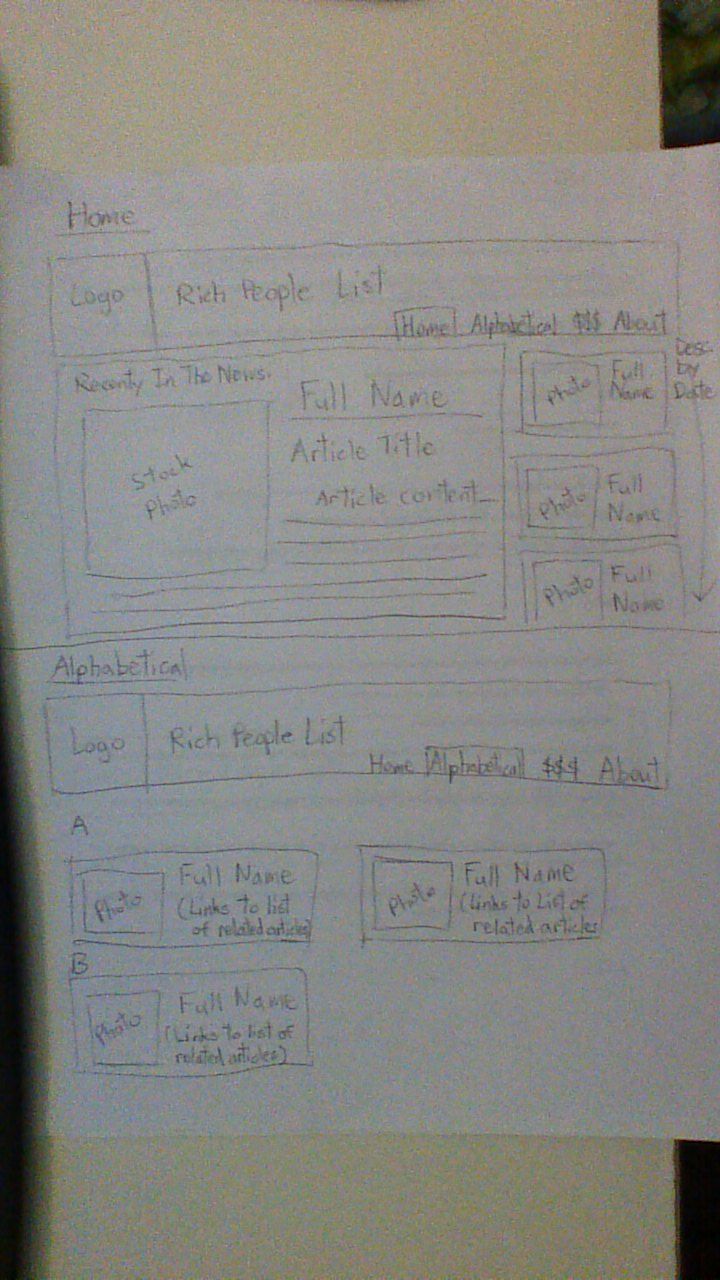 Home
Logo
Rich People List
Home Alphabetical $$$ About
Recently In The News:
Stock
Photo
Full Name
Article Title
Article content
Photo
Full
Name
Desc.
by
Date
Photo
Full
Name
Photo
Full
Name
Alphabetical
Logo
Rich People List
Home Alphabetical $$$ About
A
Photo
Full Name
(Links to list
of related articles)
Photo
Full Name
(Links to List of
related articles
B
Photo
Full Name
(Links to list of
related articles)